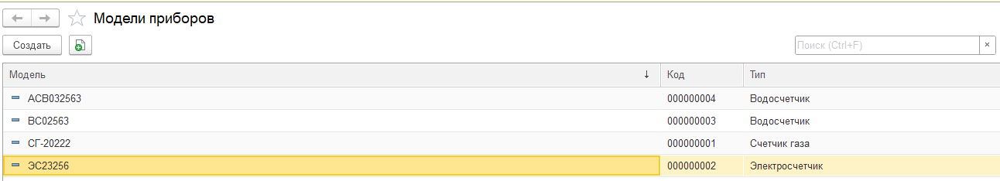 Модели приборов
Создать Поиск (Ctrl+F) ×
Модель ↓ Код Тип
АСВ032563 000000004 Водосчетчик
ВС02563 000000003 Водосчетчик
СГ-20222 000000001 Счетчик газа
ЭС23256 000000002 Электросчетчик